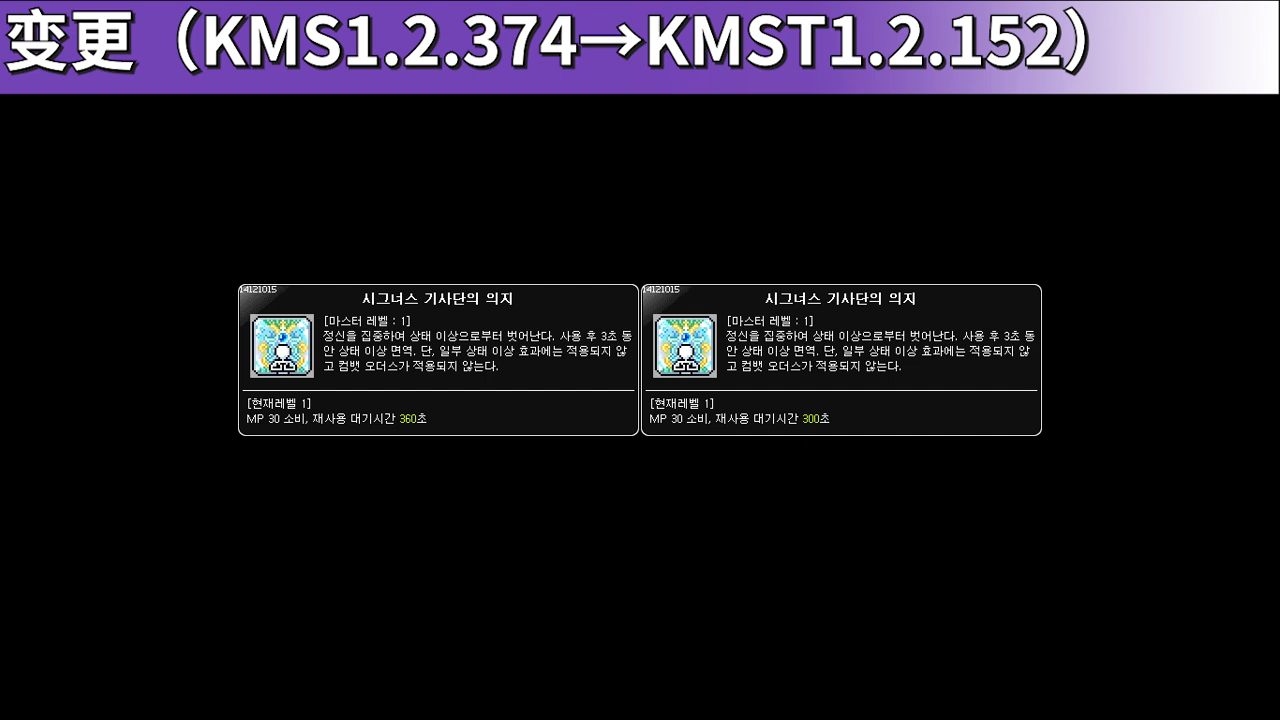 变更（KMS1.2.374→KMST1.2.152）
14121015
시그너스 기사단의 의지
[마스터 레벨 : 1]
정신을 집중하여 상태 이상으로부터 벗어난다. 사용 후 3초 동
안 상태 이상 면역. 단, 일부 상태 이상 효과에는 적용되지 않
고 컴뱃 오더스가 적용되지 않는다.
[현재레벨 1]
MP 30 소비, 재사용 대기시간 360초
14121015
시그너스 기사단의 의지
[마스터 레벨 : 1]
정신을 집중하여 상태 이상으로부터 벗어난다. 사용 후 3초 동
안 상태 이상 면역. 단, 일부 상태 이상 효과에는 적용되지 않
고 컴뱃 오더스가 적용되지 않는다.
[현재레벨 1]
MP 30 소비, 재사용 대기시간 300초